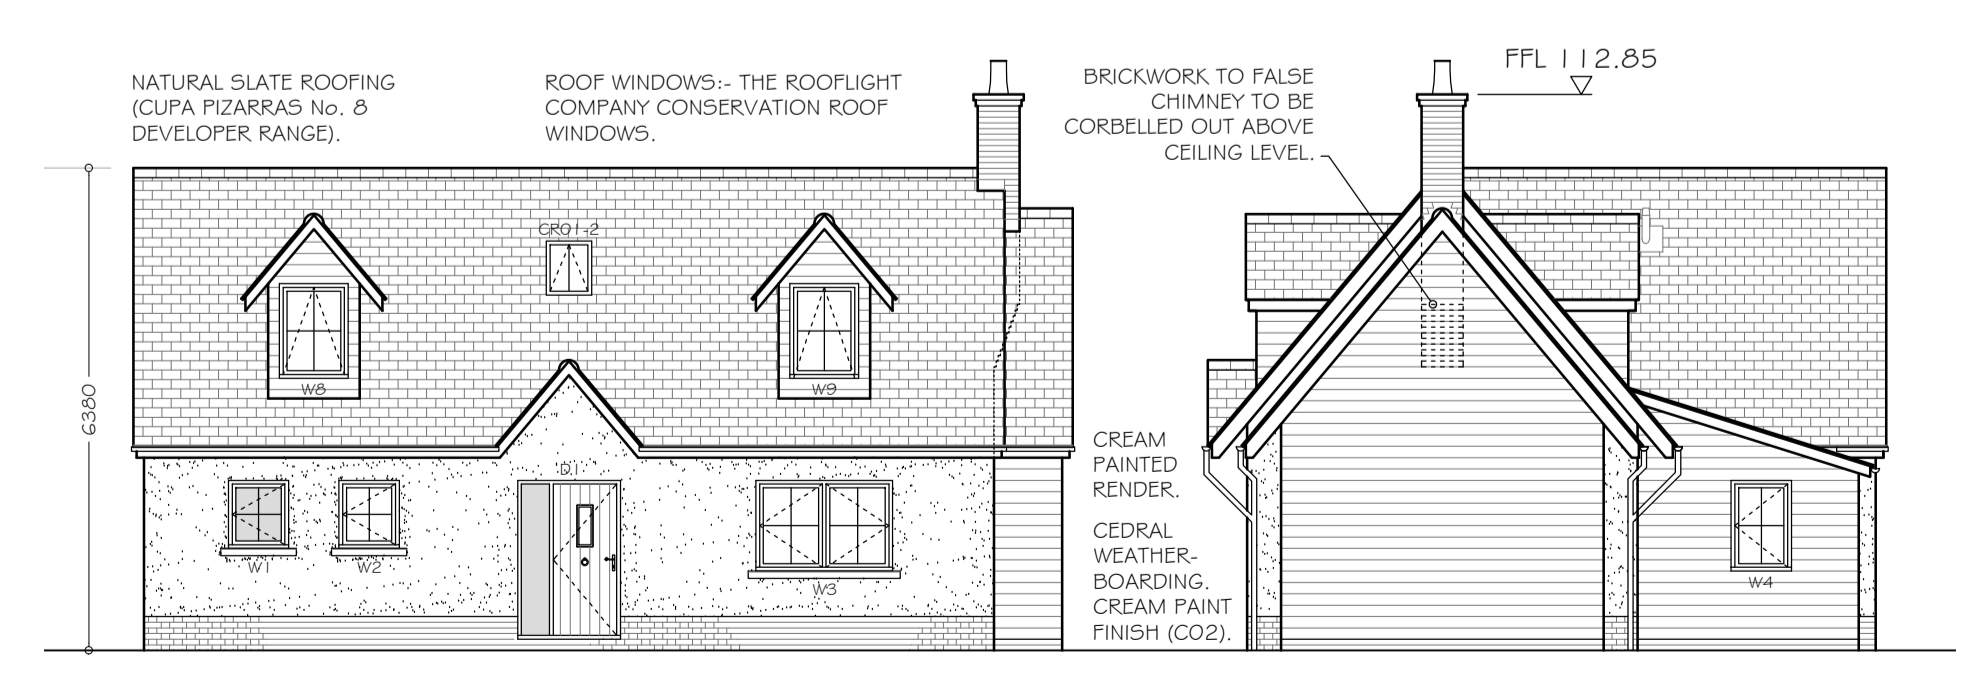 NATURAL SLATE ROOFING
(CUPA PIZARRAS No. 8
DEVELOPER RANGE).
ROOF WINDOWS:- THE ROOFLIGHT
COMPANY CONSERVATION ROOF
WINDOWS.
BRICKWORK TO FALSE
CHIMNEY TO BE
CORBELLED OUT ABOVE
CEILING LEVEL.
FFL 112.85
CR01-2
W8
W9
6380
D1
W1
W2
W3
CREAM
PAINTED
RENDER.
CEDRAL
WEATHER-
BOARDING.
CREAM PAINT
FINISH (C02).
W4